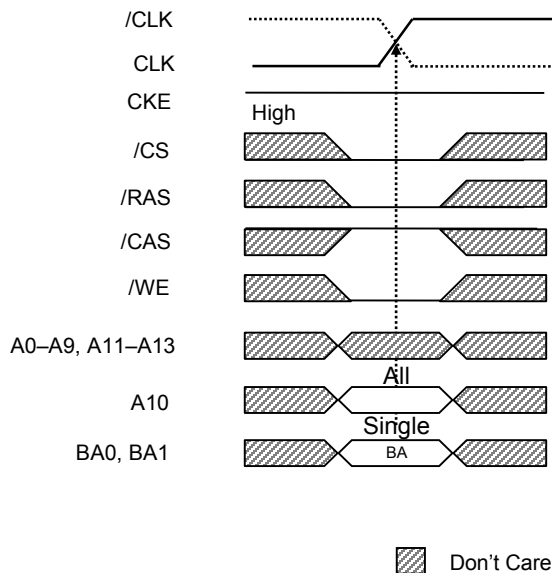 /CLK
CLK
CKE
High
/CS
/RAS
/CAS
/WE
A0–A9, A11–A13
All
A10
Single
BA0, BA1
BA
Don't Care